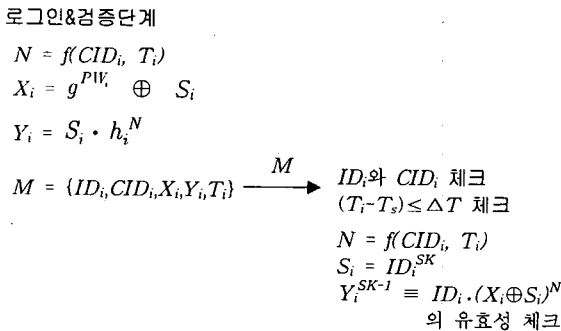 로그인&검증단계
N = f(CIDᵢ, Tᵢ)
Xᵢ = g^PWᵢ ⊕ Sᵢ
Yᵢ = Sᵢ · hᵢ^N
M = {IDᵢ,CIDᵢ,Xᵢ,Yᵢ,Tᵢ} M →
IDᵢ와 CIDᵢ 체크
(Tᵢ-Tₛ)≤△T 체크
N = f(CIDᵢ, Tᵢ)
Sᵢ = IDᵢ^SK
Yᵢ^SK-1 ≡ IDᵢ.(Xᵢ⊕Sᵢ)^N
의 유효성 체크